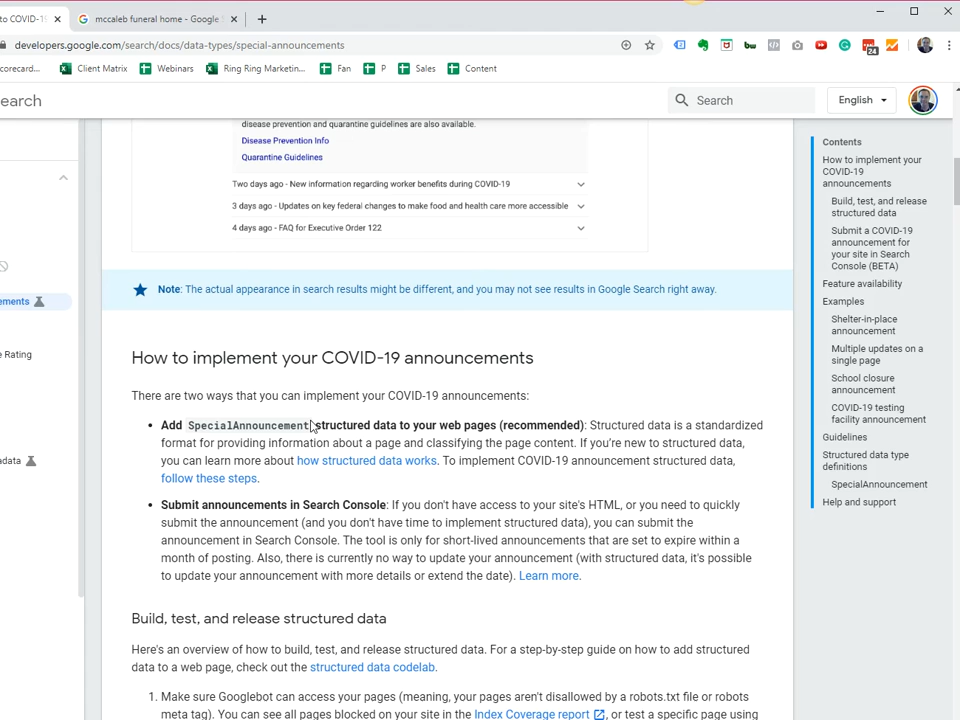 to COVID-1
mccaleb funeral home - Google
developers.google.com/search/docs/data-types/special-announcements
24
corecard... Client Matrix Webinars Ring Ring Marketin... Fan P Sales Content
earch
Search
English
disease prevention and quarantine guidelines are also available.
Disease Prevention Info
Quarantine Guidelines
Two days ago - New information regarding worker benefits during COVID-19
3 days ago - Updates on key federal changes to make food and health care more accessible
4 days ago - FAQ for Executive Order 122
Note: The actual appearance in search results might be different, and you may not see results in Google Search right away.
ements
e Rating
adata
How to implement your COVID-19 announcements
There are two ways that you can implement your COVID-19 announcements:
• Add SpecialAnnouncement structured data to your web pages (recommended): Structured data is a standardized
format for providing information about a page and classifying the page content. If you're new to structured data,
you can learn more about how structured data works. To implement COVID-19 announcement structured data,
follow these steps.
• Submit announcements in Search Console: If you don't have access to your site's HTML, or you need to quickly
submit the announcement (and you don't have time to implement structured data), you can submit the
announcement in Search Console. The tool is only for short-lived announcements that are set to expire within a
month of posting. Also, there is currently no way to update your announcement (with structured data, it's possible
to update your announcement with more details or extend the date). Learn more.
Build, test, and release structured data
Here's an overview of how to build, test, and release structured data. For a step-by-step guide on how to add structured
data to a web page, check out the structured data codelab.
1. Make sure Googlebot can access your pages (meaning, your pages aren't disallowed by a robots.txt file or robots
meta tag). You can see all pages blocked on your site in the Index Coverage report, or test a specific page using
Contents
How to implement your
COVID-19
announcements
Build, test, and release
structured data
Submit a COVID-19
announcement for
your site in Search
Console (BETA)
Feature availability
Examples
Shelter-in-place
announcement
Multiple updates on a
single page
School closure
announcement
COVID-19 testing
facility announcement
Guidelines
Structured data type
definitions
SpecialAnnouncement
Help and support